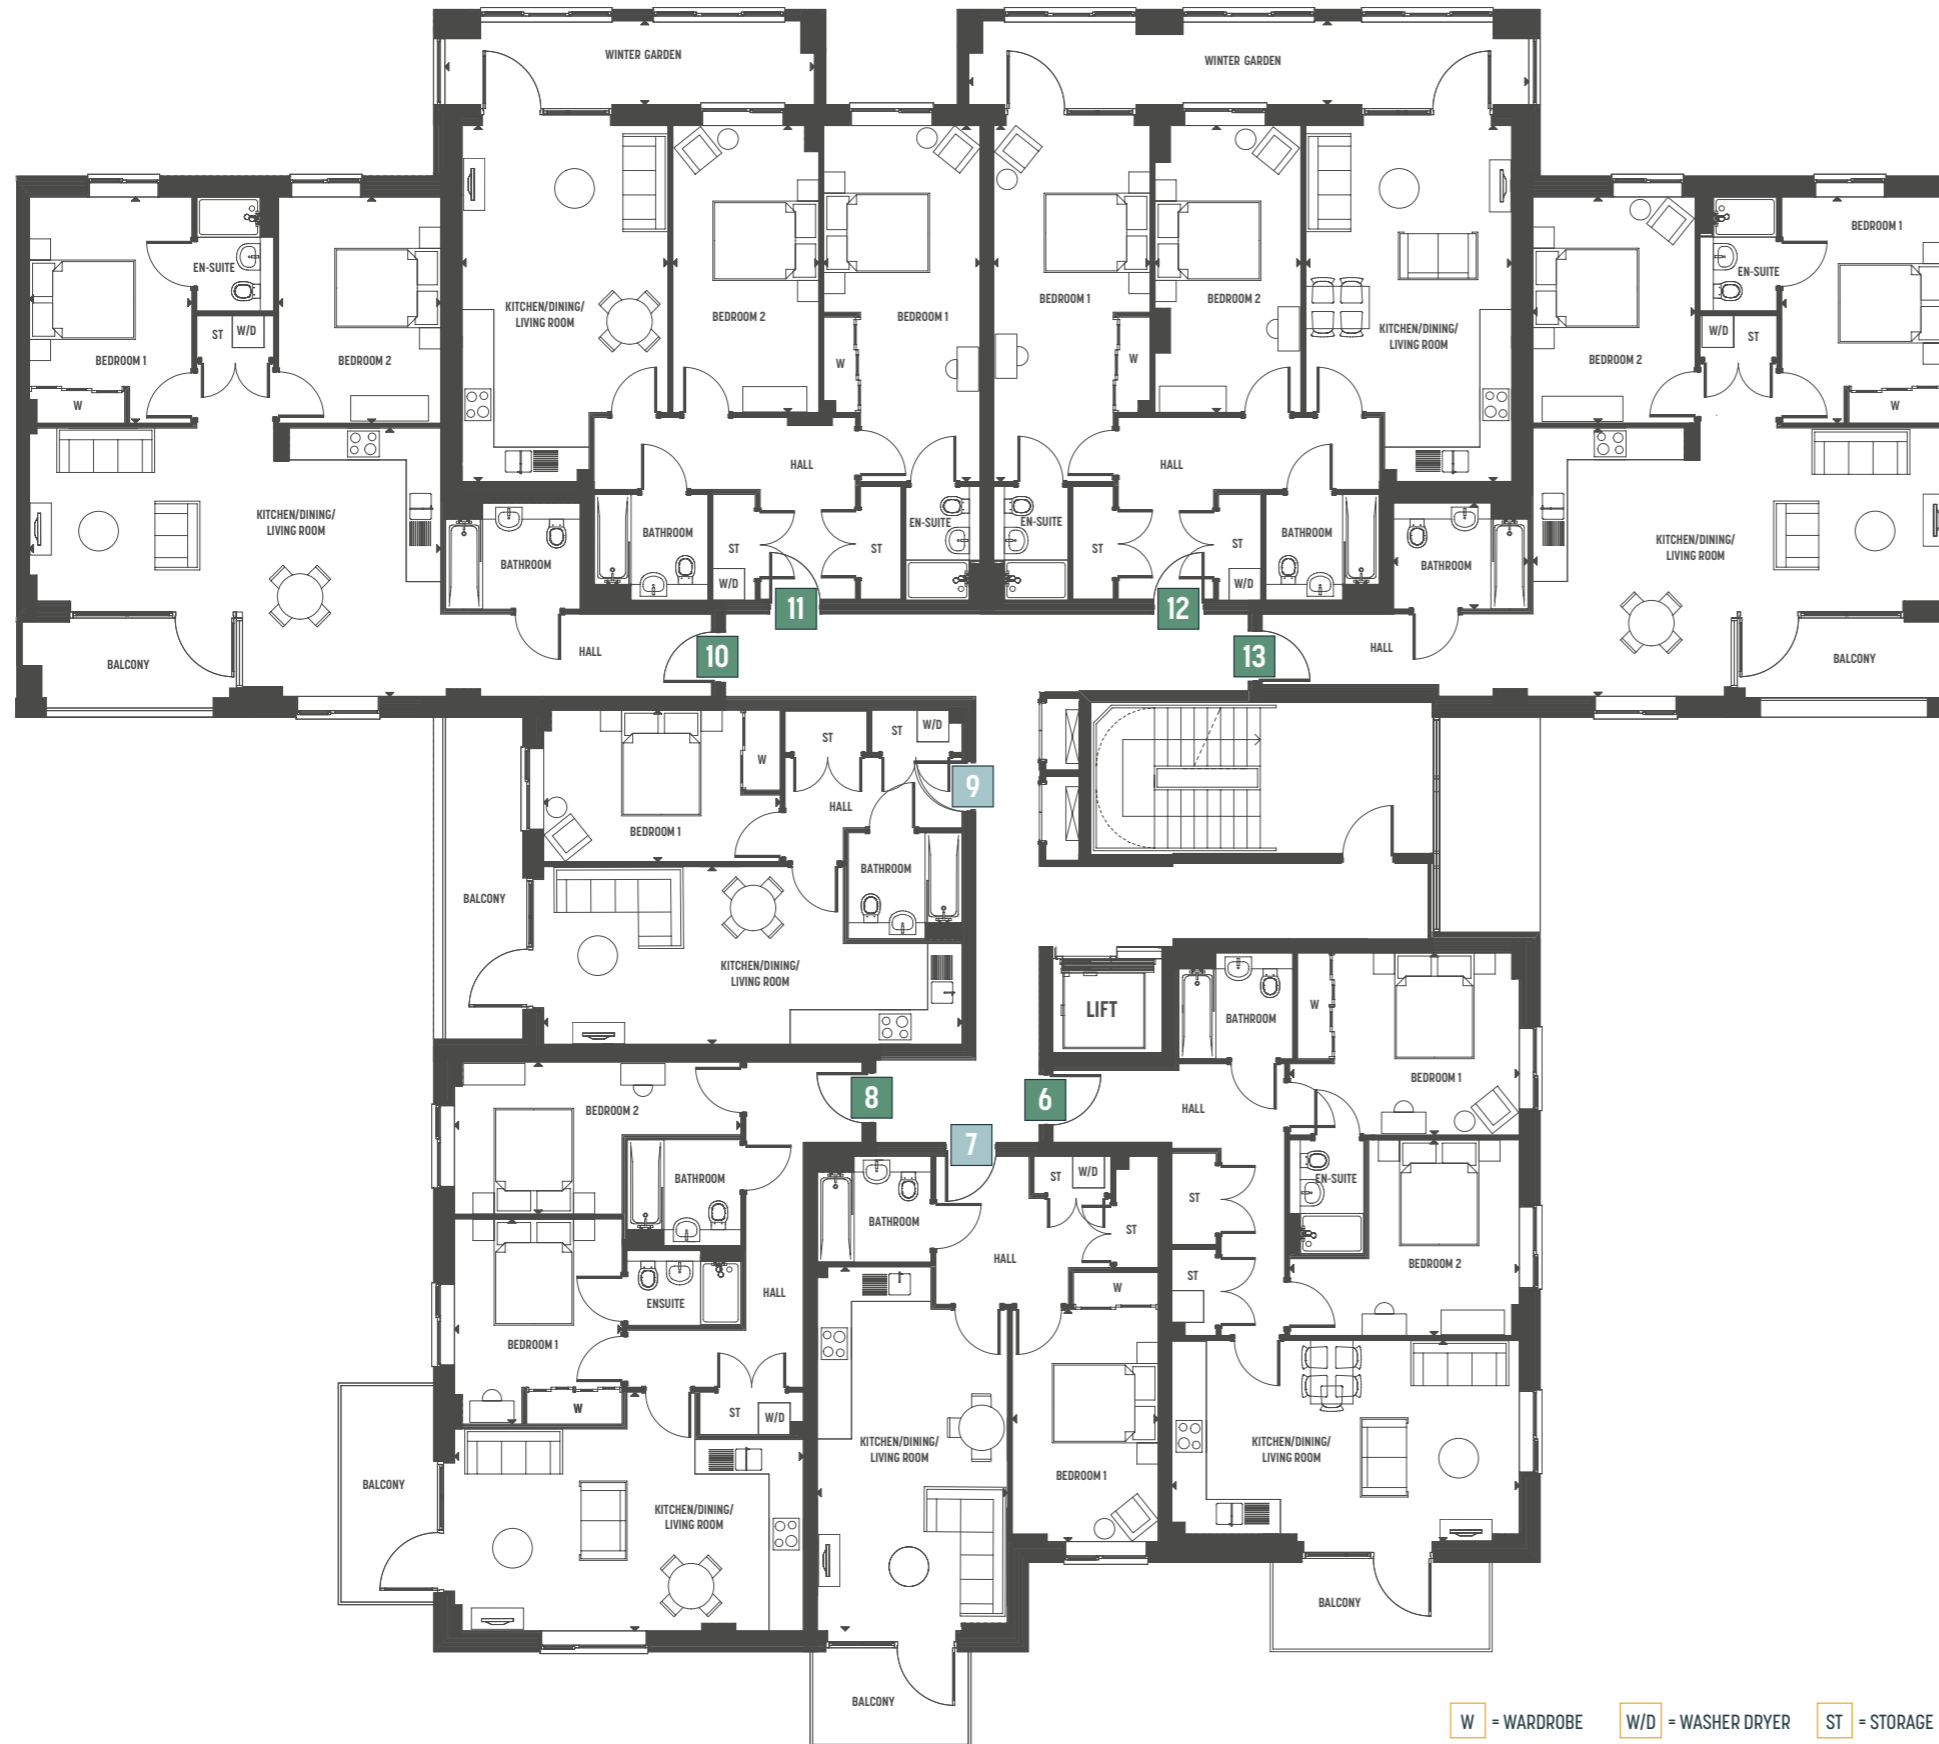 WINTER GARDEN
WINTER GARDEN
BEDROOM 1
EN-SUITE
ST
W/D
BEDROOM 2
W
KITCHEN/DINING/
LIVING ROOM
BATHROOM
BALCONY
HALL
10
KITCHEN/DINING/
LIVING ROOM
BEDROOM 2
BEDROOM 1
W
HALL
BATHROOM
ST
W/D
ST
EN-SUITE
11
BEDROOM 1
W
BEDROOM 2
KITCHEN/DINING/
LIVING ROOM
HALL
EN-SUITE
ST
ST
W/D
BATHROOM
12
BEDROOM 2
EN-SUITE
BEDROOM 1
W/D
ST
W
KITCHEN/DINING/
LIVING ROOM
BATHROOM
HALL
BALCONY
13
W
ST
ST
W/D
9
HALL
BEDROOM 1
BATHROOM
BALCONY
KITCHEN/DINING/
LIVING ROOM
LIFT
BATHROOM
W
BEDROOM 1
6
HALL
ST
EN-SUITE
BEDROOM 2
ST
KITCHEN/DINING/
LIVING ROOM
BALCONY
8
BEDROOM 2
BATHROOM
HALL
ENSUITE
BEDROOM 1
W
ST
W/D
BALCONY
KITCHEN/DINING/
LIVING ROOM
7
ST
W/D
BATHROOM
ST
HALL
W
KITCHEN/DINING/
LIVING ROOM
BEDROOM 1
BALCONY
W = WARDROBE W/D = WASHER DRYER ST = STORAGE